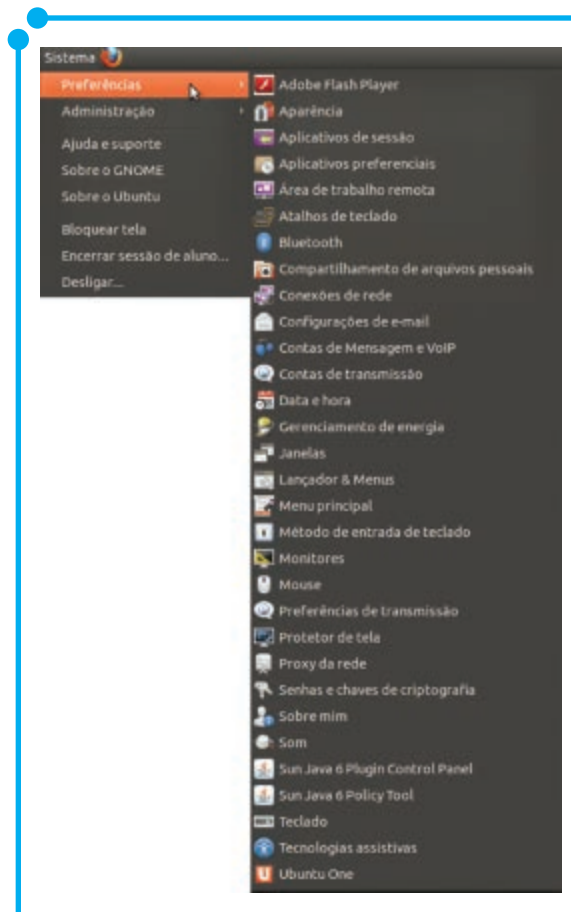 Sistema
Preferências
Administração
Ajuda e suporte
Sobre o GNOME
Sobre o Ubuntu
Bloquear tela
Encerrar sessão de aluno...
Desligar...
Adobe Flash Player
Aparência
Aplicativos de sessão
Aplicativos preferenciais
Área de trabalho remota
Atalhos de teclado
Bluetooth
Compartilhamento de arquivos pessoais
Conexões de rede
Configurações de e-mail
Contas de Mensagem e VoIP
Contas de transmissão
Data e hora
Gerenciamento de energia
Janelas
Lançador & Menus
Menu principal
Método de entrada de teclado
Monitores
Mouse
Preferências de transmissão
Protetor de tela
Proxy da rede
Senhas e chaves de criptografia
Sobre mim
Som
Sun Java 6 Plugin Control Panel
Sun Java 6 Policy Tool
Teclado
Tecnologias assistivas
Ubuntu One